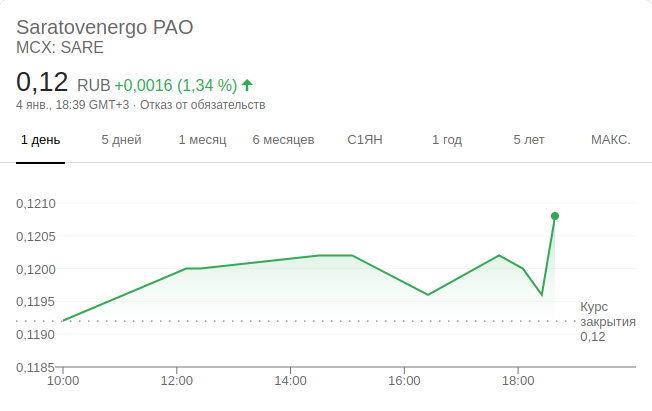 Saratovenergo PAO
MCX: SARE
0,12 RUB +0,0016 (1,34 %)
4 янв., 18:39 GMT+3 · Отказ от обязательств
1 день 5 дней 1 месяц 6 месяцев С1ЯН 1 год 5 лет МАКС.
0,1210
0,1205
0,1200
0,1195
0,1190
0,1185
Курс
закрытия
0,12
10:00 12:00 14:00 16:00 18:00